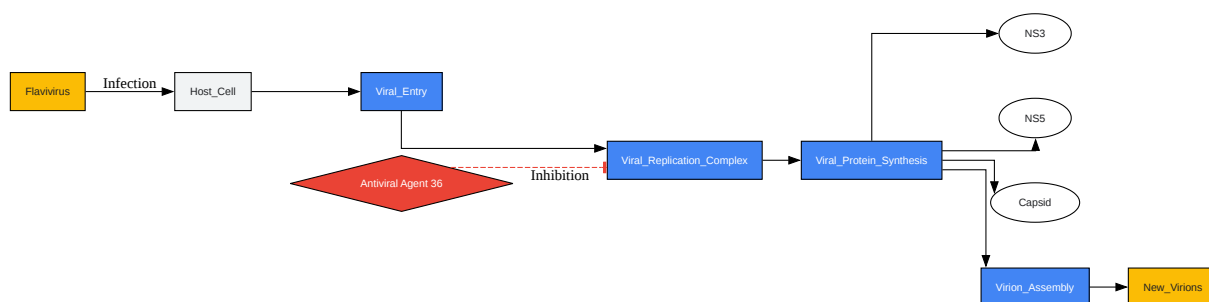 NS3
Flavivirus
Infection
Host_Cell
Viral_Entry
NS5
Viral_Replication_Complex
Viral_Protein_Synthesis
Antiviral Agent 36
Inhibition
Capsid
Virion_Assembly
New_Virions